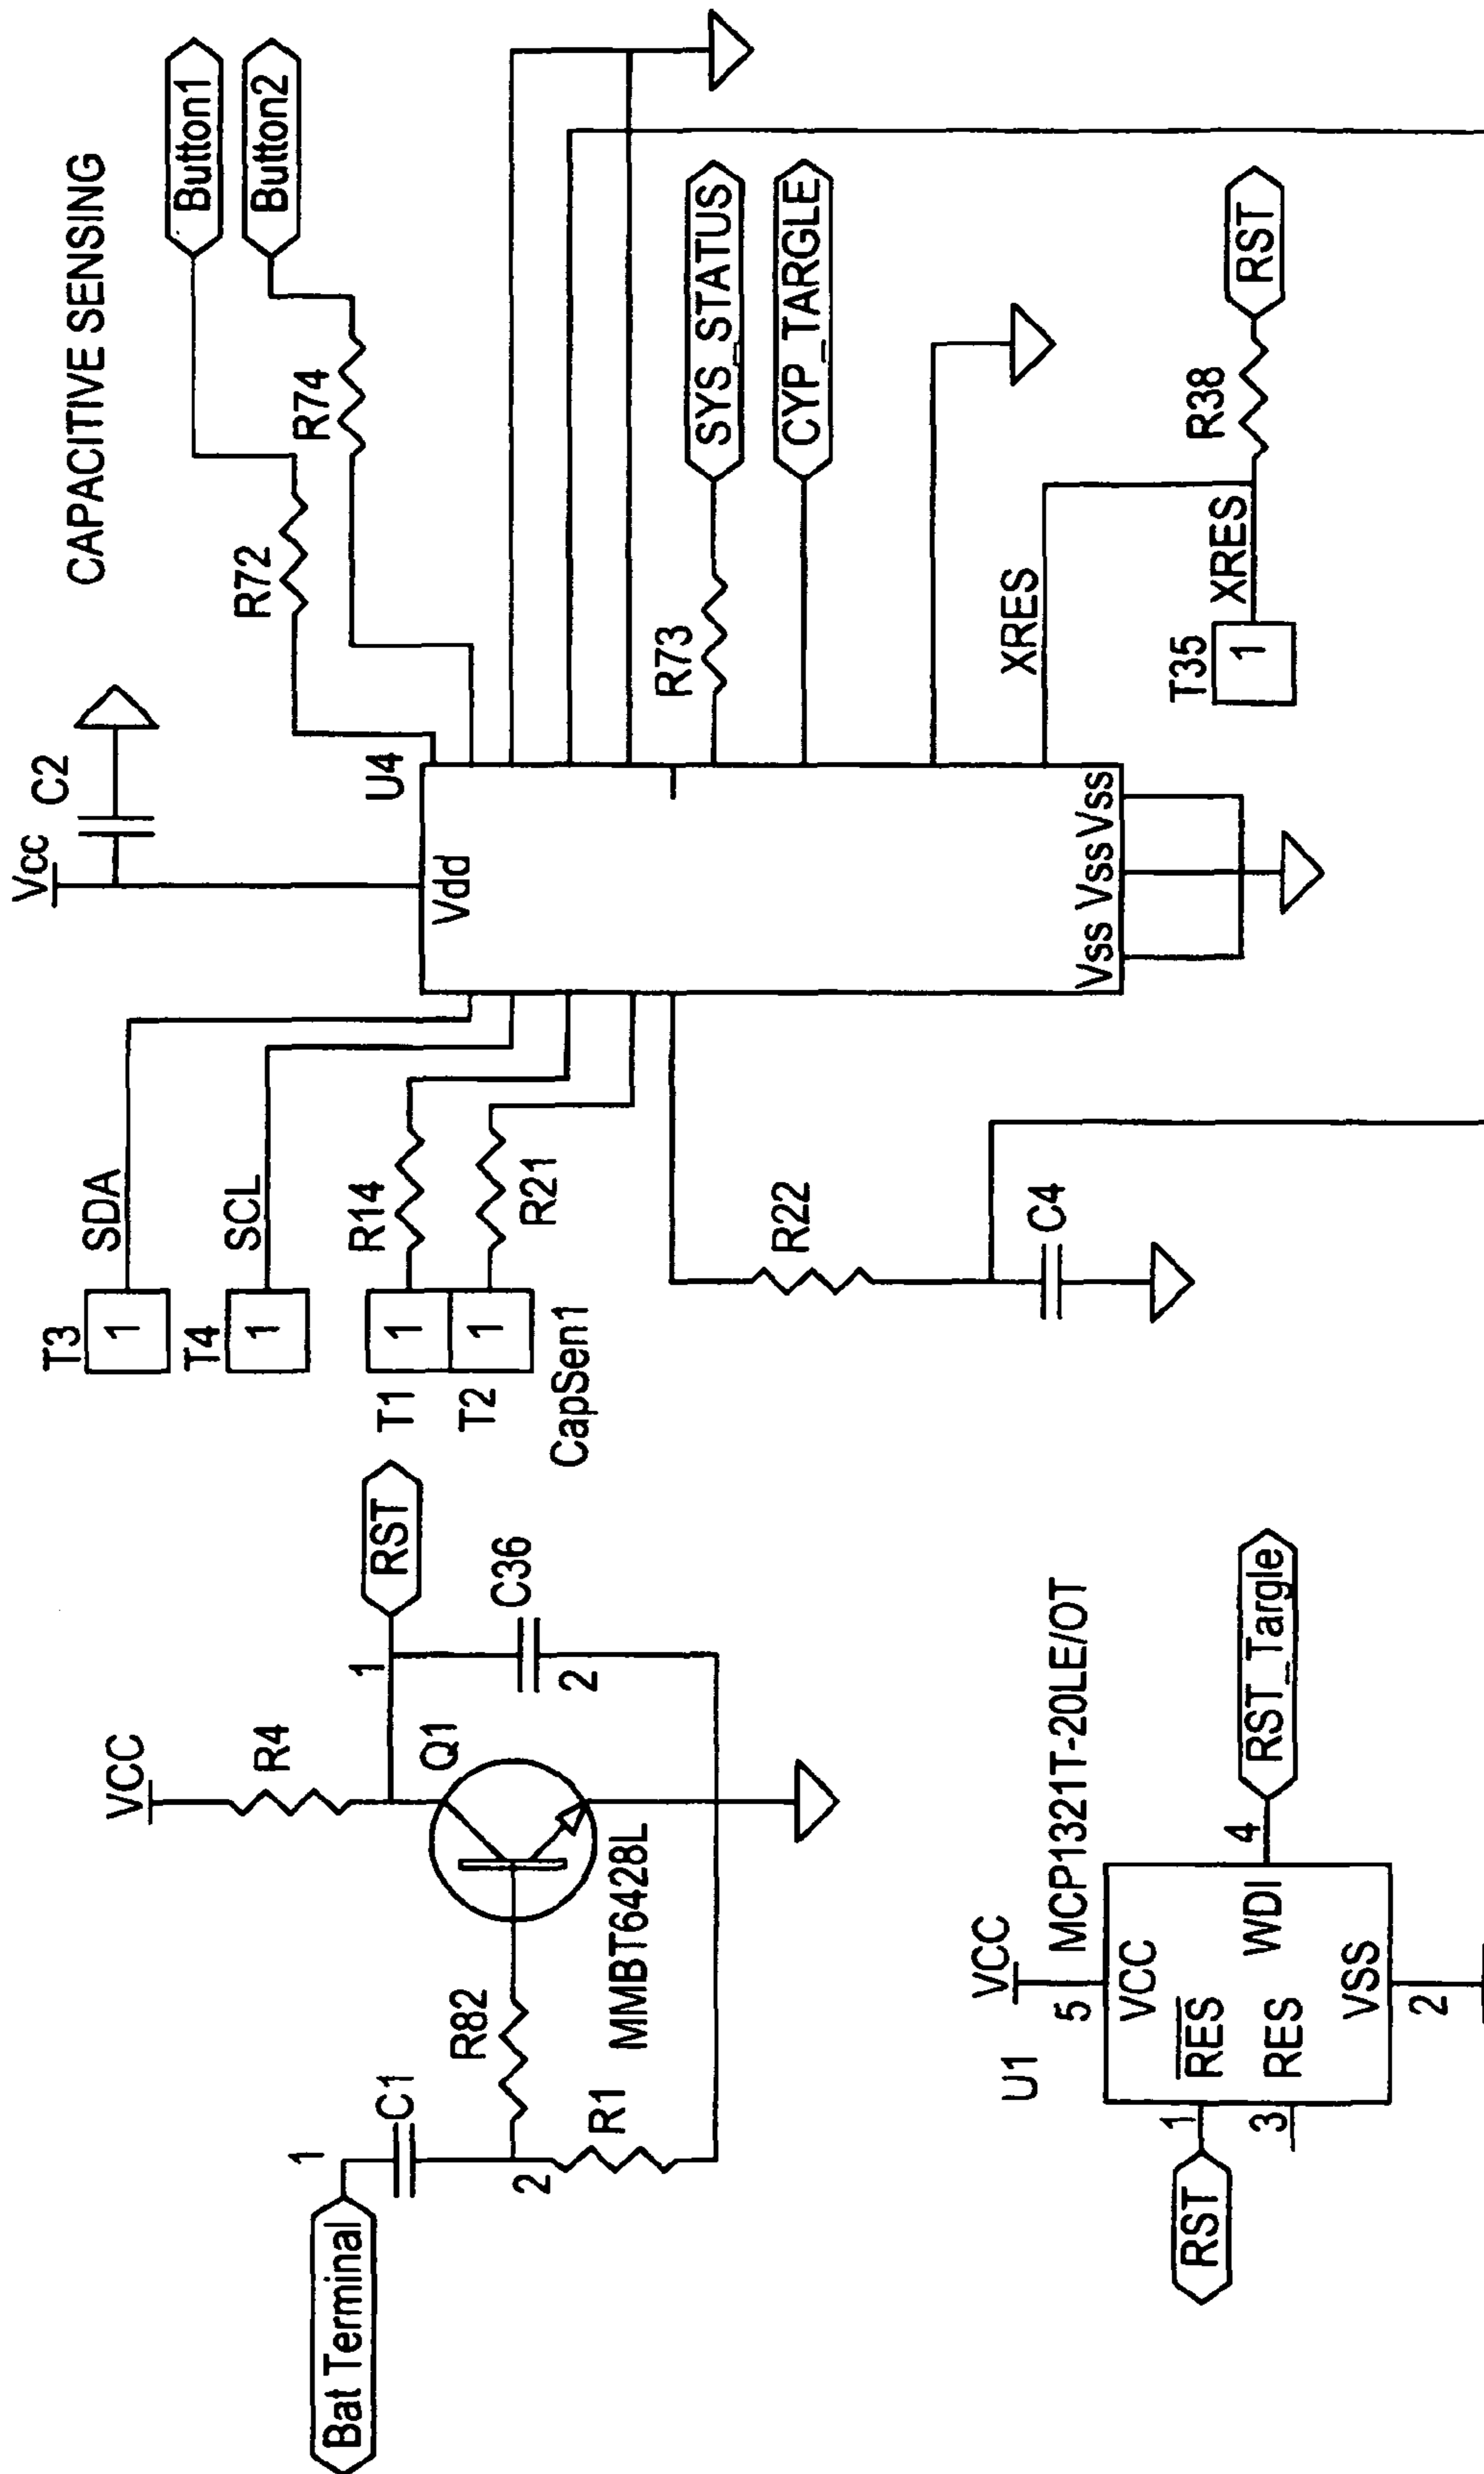 CAPACITIVE SENSING
Button1
Button2
Vcc
C2
R72
R74
U4
Vdd
T3
1
SDA
T4
1
SCL
T1
1
R14
T2
1
R21
CapSen1
R73
SYS_STATUS
CYP_TARGLE
R22
C4
XRES
Vss Vss Vss
T35
1
XRES
R38
RST
VCC
R4
1
RST
Bat Terminal
1
C1
2
R82
Q1
C36
2
R1
MMBT6428L
VCC
MCP1321T-20LE/OT
U1
5
VCC
RST
1
RES
3
RES
WDI
4
RST_Targle
VSS
2